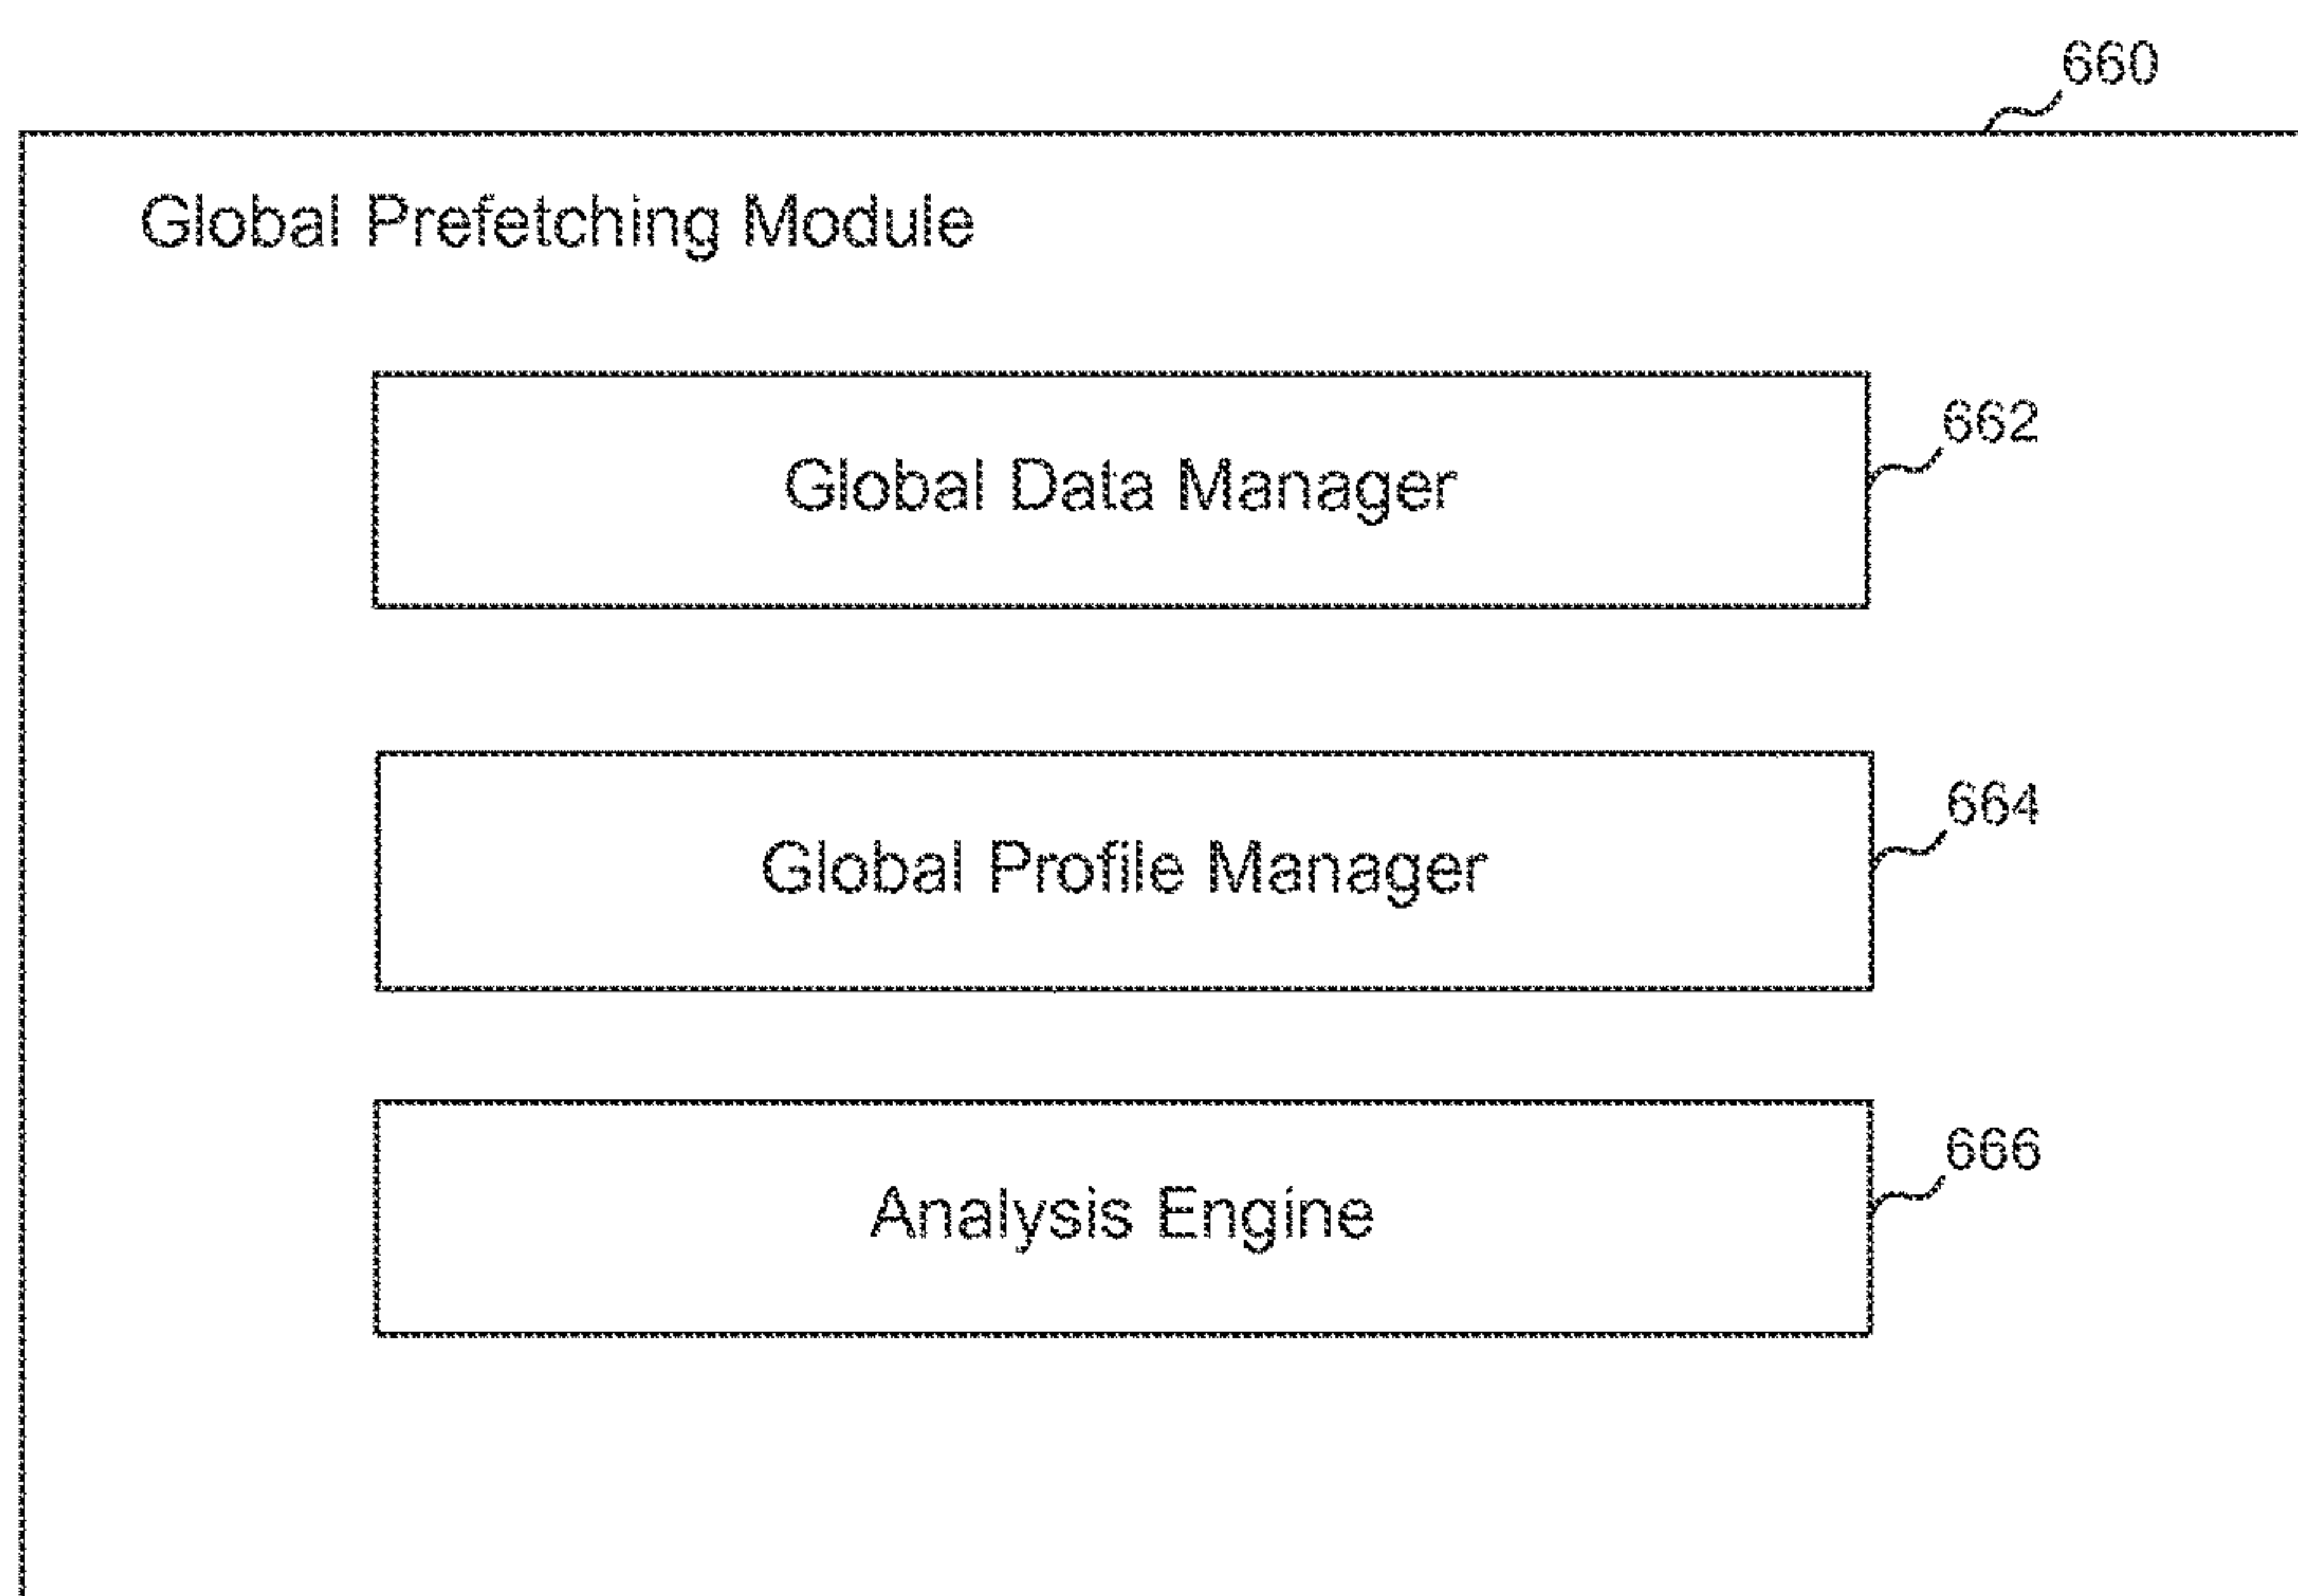 660
Global Prefetching Module
662
Global Data Manager
664
Global Profile Manager
666
Analysis Engine